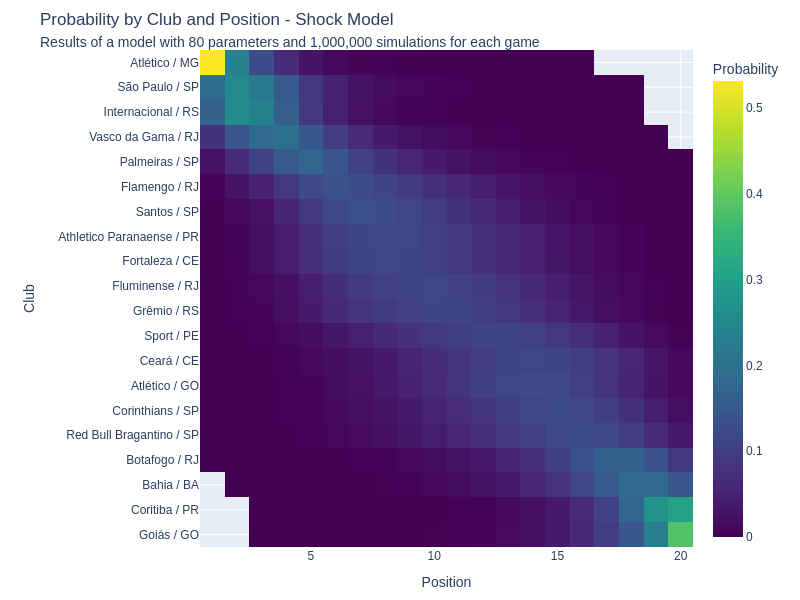 Probability by Club and Position - Shock Model
Results of a model with 80 parameters and 1,000,000 simulations for each game
Probability
Club
Atlético / MG
São Paulo / SP
Internacional / RS
Vasco da Gama / RJ
Palmeiras / SP
Flamengo / RJ
Santos / SP
Athletico Paranaense / PR
Fortaleza / CE
Fluminense / RJ
Grêmio / RS
Sport / PE
Ceará / CE
Atlético / GO
Corinthians / SP
Red Bull Bragantino / SP
Botafogo / RJ
Bahia / BA
Coritiba / PR
Goiás / GO
0.5
0.4
0.3
0.2
0.1
0
5 10 15 20
Position